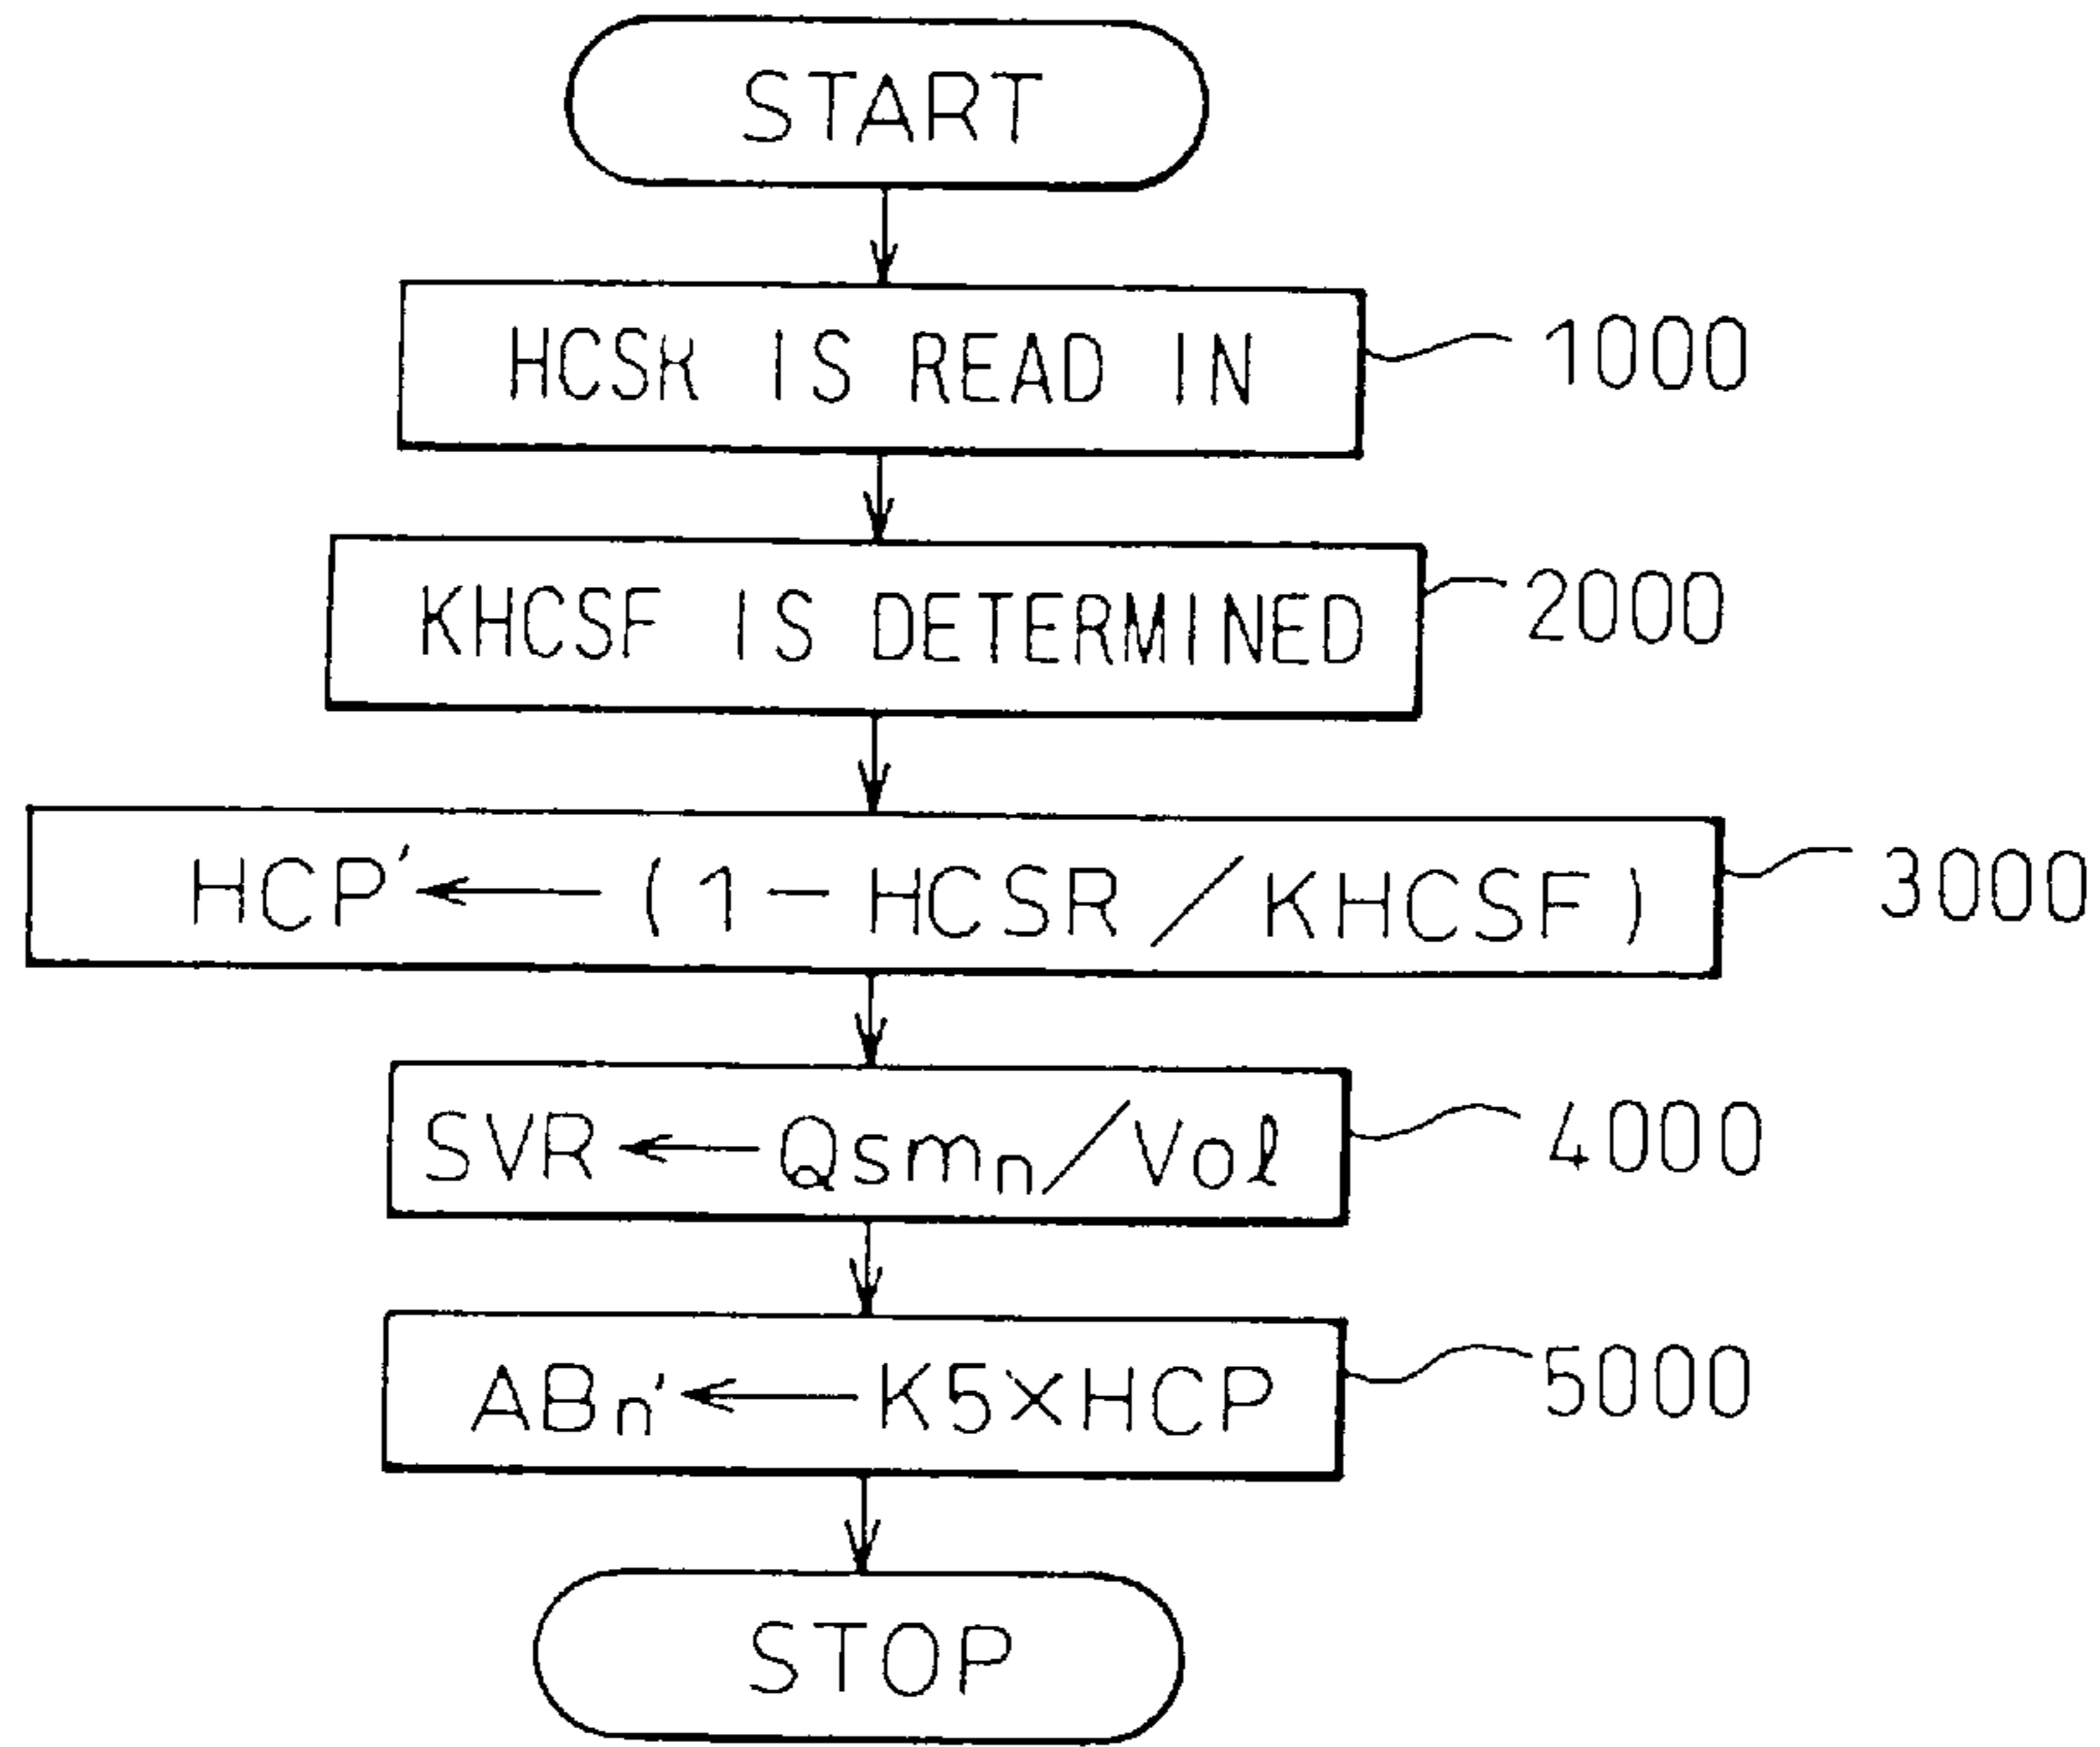 START
HCSR IS READ IN 1000
KHCSF IS DETERMINED 2000
HCP' ← (1 − HCSR / KHCSF) 3000
SVR ← Qsmn / Vol 4000
ABn' ← K5 × HCP 5000
STOP